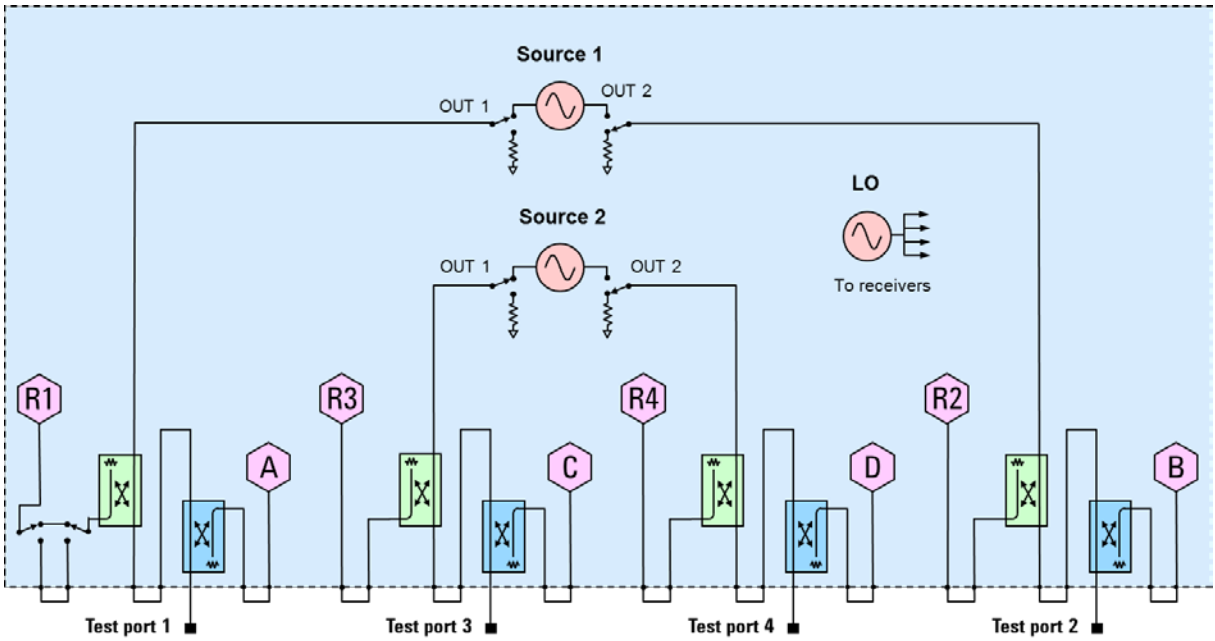 Source 1
OUT 1
OUT 2
LO
Source 2
OUT 1
OUT 2
To receivers
R1
R3
R4
R2
A
C
D
B
Test port 1
Test port 3
Test port 4
Test port 2